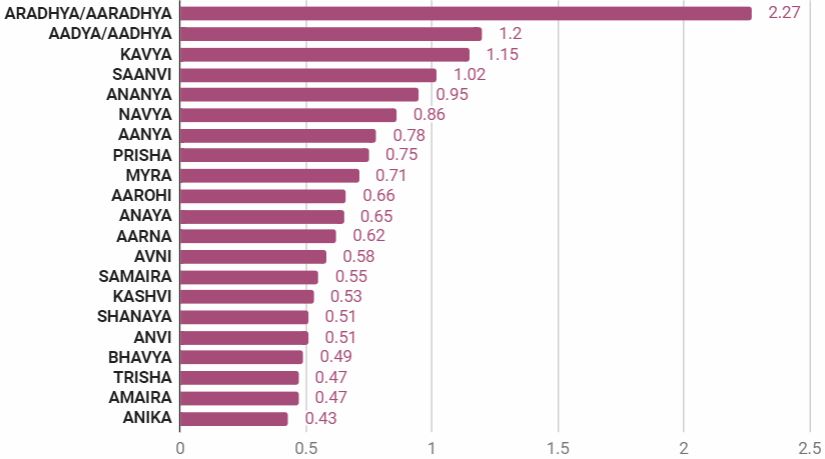 ARADHYA/AARADHYA 2.27
AADYA/AADHYA 1.2
KAVYA 1.15
SAANVI 1.02
ANANYA 0.95
NAVYA 0.86
AANYA 0.78
PRISHA 0.75
MYRA 0.71
AAROHI 0.66
ANAYA 0.65
AARNA 0.62
AVNI 0.58
SAMAIRA 0.55
KASHVI 0.53
SHANAYA 0.51
ANVI 0.51
BHAVYA 0.49
TRISHA 0.47
AMAIRA 0.47
ANIKA 0.43
0 0.5 1 1.5 2 2.5